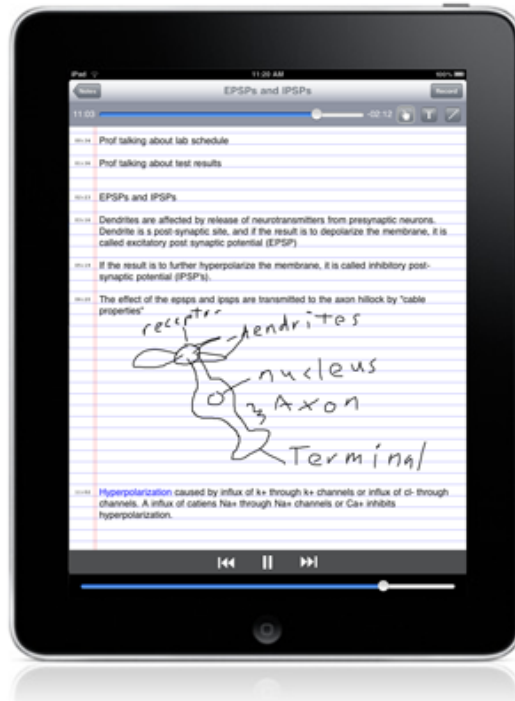 iPad 11:20 AM 100%
Notes EPSPs and IPSPs Record
11:03 -02:12 T
Prof talking about lab schedule
Prof talking about test results
EPSPs and IPSPs
Dendrites are affected by release of neurotransmitters from presynaptic neurons.
Dendrite is s post-synaptic site, and if the result is to depolarize the membrane, it is
called excitatory post synaptic potential (EPSP)
If the result is to further hyperpolarize the membrane, it is called inhibitory post-
synaptic potential (IPSP's).
The effect of the epsps and ipsps are transmitted to the axon hillock by "cable
properties"
receptor
dendrites
nucleus
Axon
Terminal
Hyperpolarization caused by influx of k+ through k+ channels or influx of cl- through
channels. A influx of catiens Na+ through Na+ channels or Ca+ inhibits
hyperpolarization.